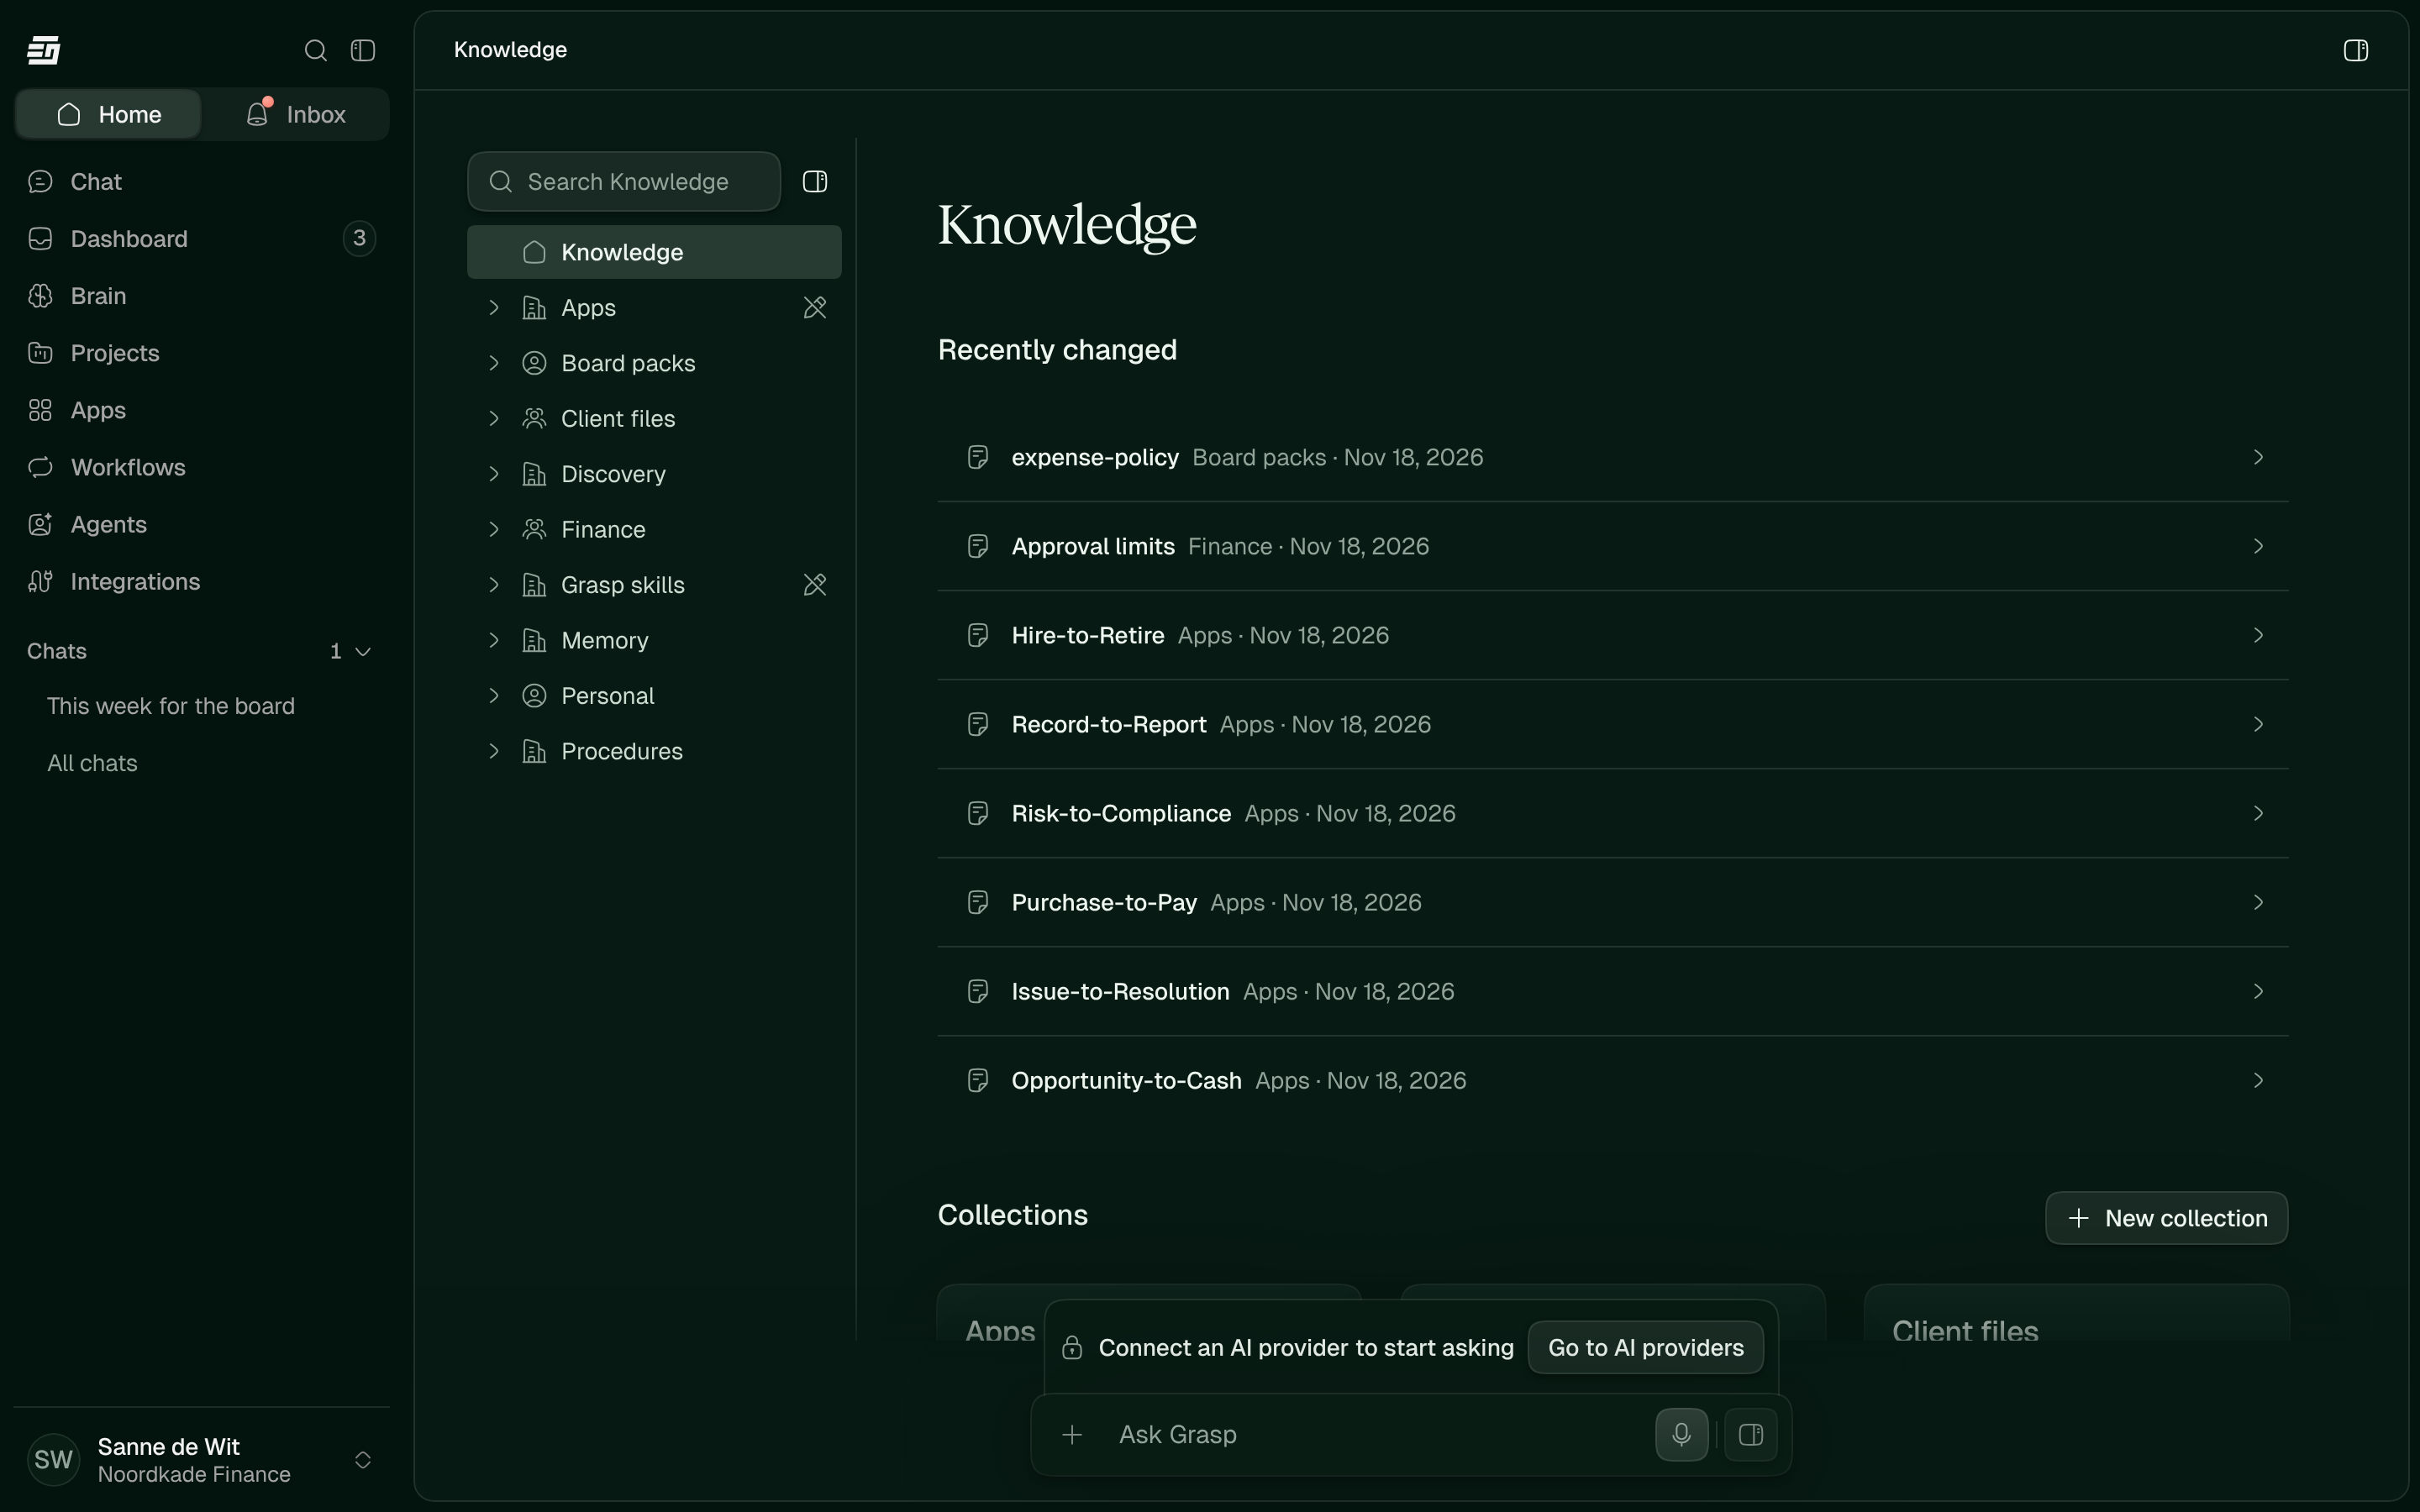 Home
Inbox
Chat
Dashboard 3
Brain
Projects
Apps
Workflows
Agents
Integrations
Chats 1
This week for the board
All chats
SW
Sanne de Wit
Noordkade Finance
Knowledge
Search Knowledge
Knowledge
Apps
Board packs
Client files
Discovery
Finance
Grasp skills
Memory
Personal
Procedures
Knowledge
Recently changed
expense-policy Board packs · Nov 18, 2026
Approval limits Finance · Nov 18, 2026
Hire-to-Retire Apps · Nov 18, 2026
Record-to-Report Apps · Nov 18, 2026
Risk-to-Compliance Apps · Nov 18, 2026
Purchase-to-Pay Apps · Nov 18, 2026
Issue-to-Resolution Apps · Nov 18, 2026
Opportunity-to-Cash Apps · Nov 18, 2026
Collections
New collection
Apps
Client files
Connect an AI provider to start asking
Go to AI providers
Ask Grasp